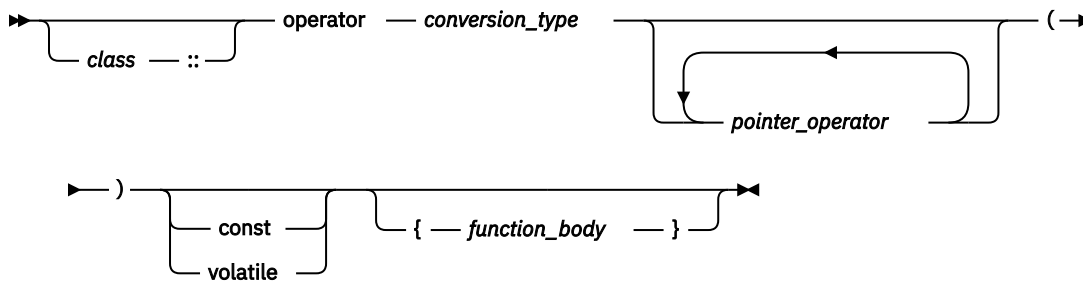 operator conversion_type (
class ::
pointer_operator
)
const { function_body }
volatile